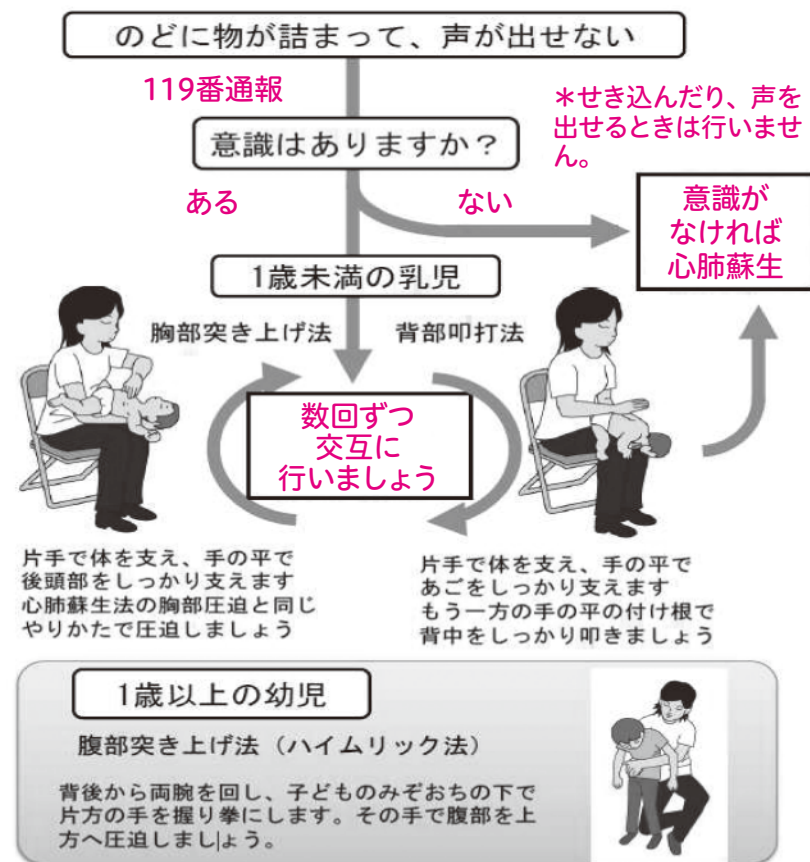 のどに物が詰まって、声が出せない
119番通報
*せき込んだり、声を
出せるときは行いませ
ん。
意識はありますか？
ある
ない
意識が
なければ
心肺蘇生
1歳未満の乳児
胸部突き上げ法
背部叩打法
数回ずつ
交互に
行いましょう
片手で体を支え、手の平で
後頭部をしっかり支えます
心肺蘇生法の胸部圧迫と同じ
やりかたで圧迫しましょう
片手で体を支え、手の平で
あごをしっかり支えます
もう一方の手の平の付け根で
背中をしっかり叩きましょう
1歳以上の幼児
腹部突き上げ法（ハイムリック法）
背後から両腕を回し、子どものみぞおちの下で
片方の手を握り拳にします。その手で腹部を上
方へ圧迫しましょう。